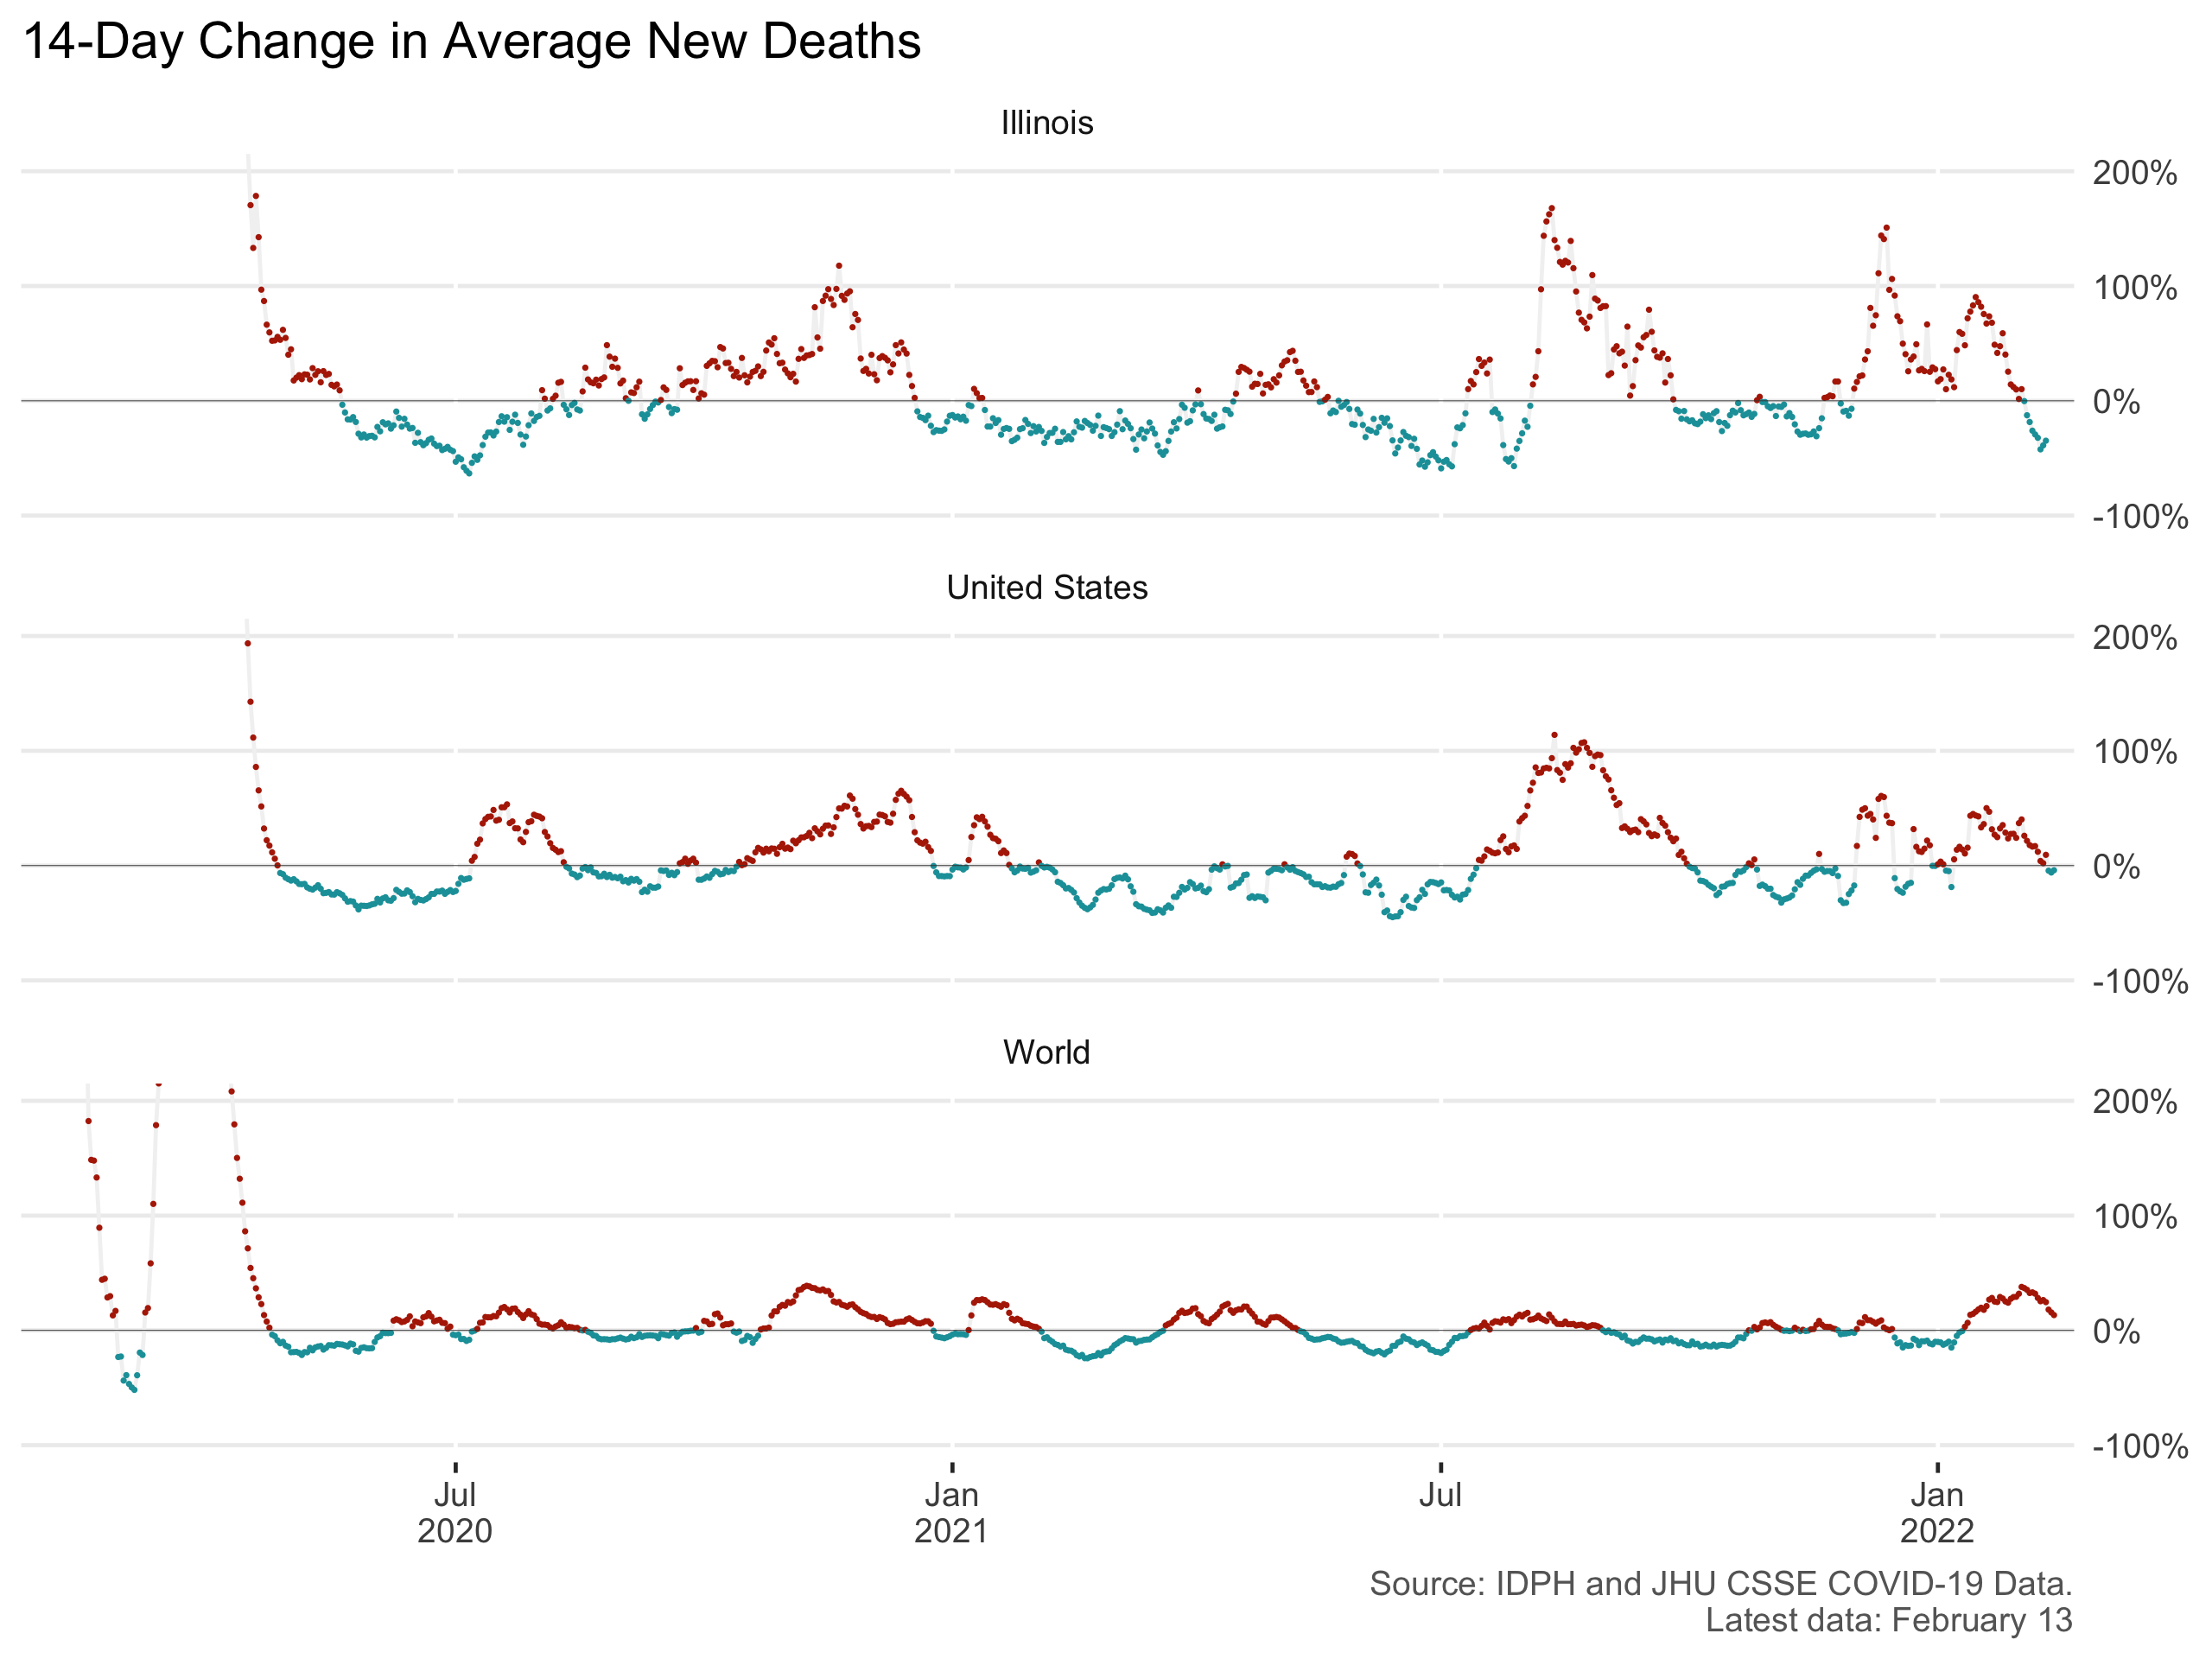 14-Day Change in Average New Deaths
Illinois
200%
100%
0%
-100%
United States
200%
100%
0%
-100%
World
200%
100%
0%
-100%
Jul
2020
Jan
2021
Jul
Jan
2022
Source: IDPH and JHU CSSE COVID-19 Data.
Latest data: February 13